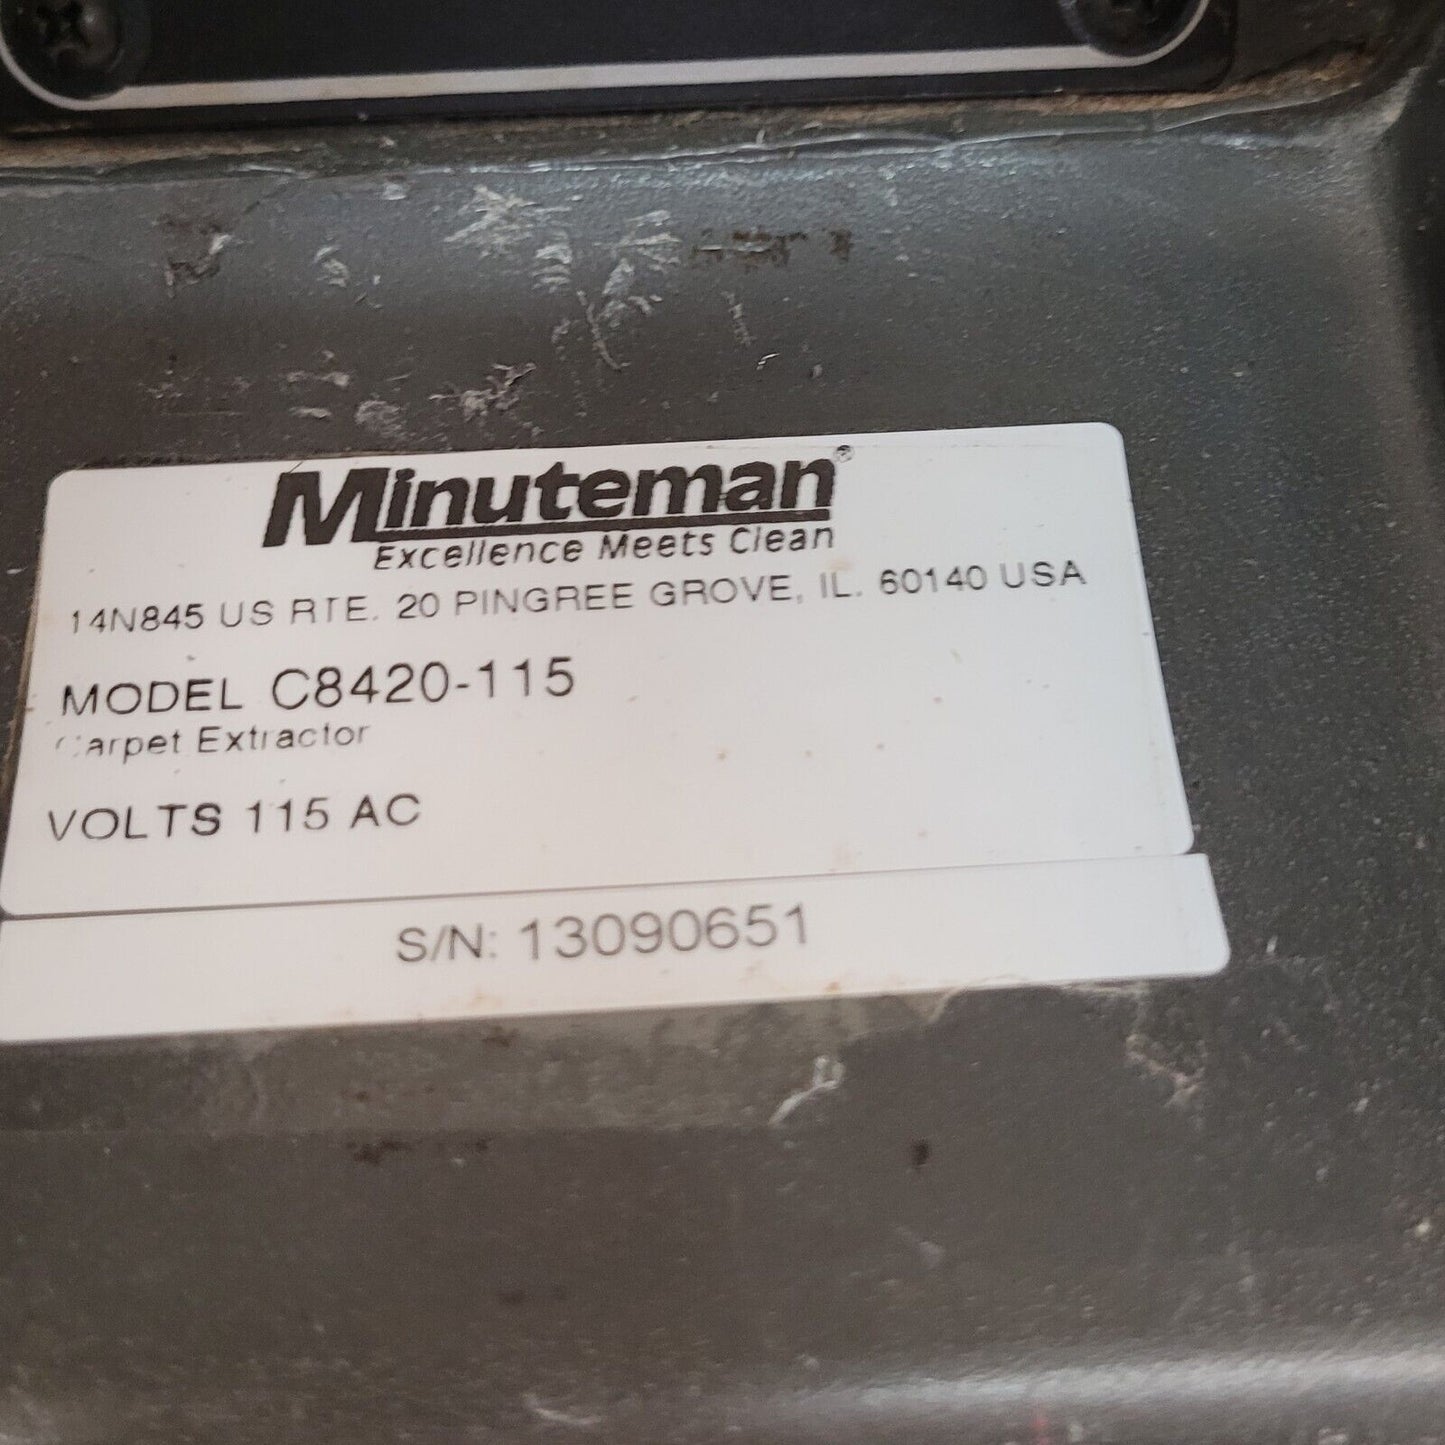 Minuteman®
Excellence Meets Clean
14N845 US RTE. 20 PINGREE GROVE, IL. 60140 USA
MODEL C8420-115
Carpet Extractor
VOLTS 115 AC
S/N: 13090651